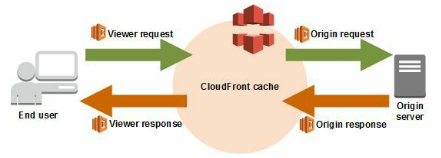 Viewer request
Origin request
CloudFront cache
End user
Viewer response
Origin response
Origin
server